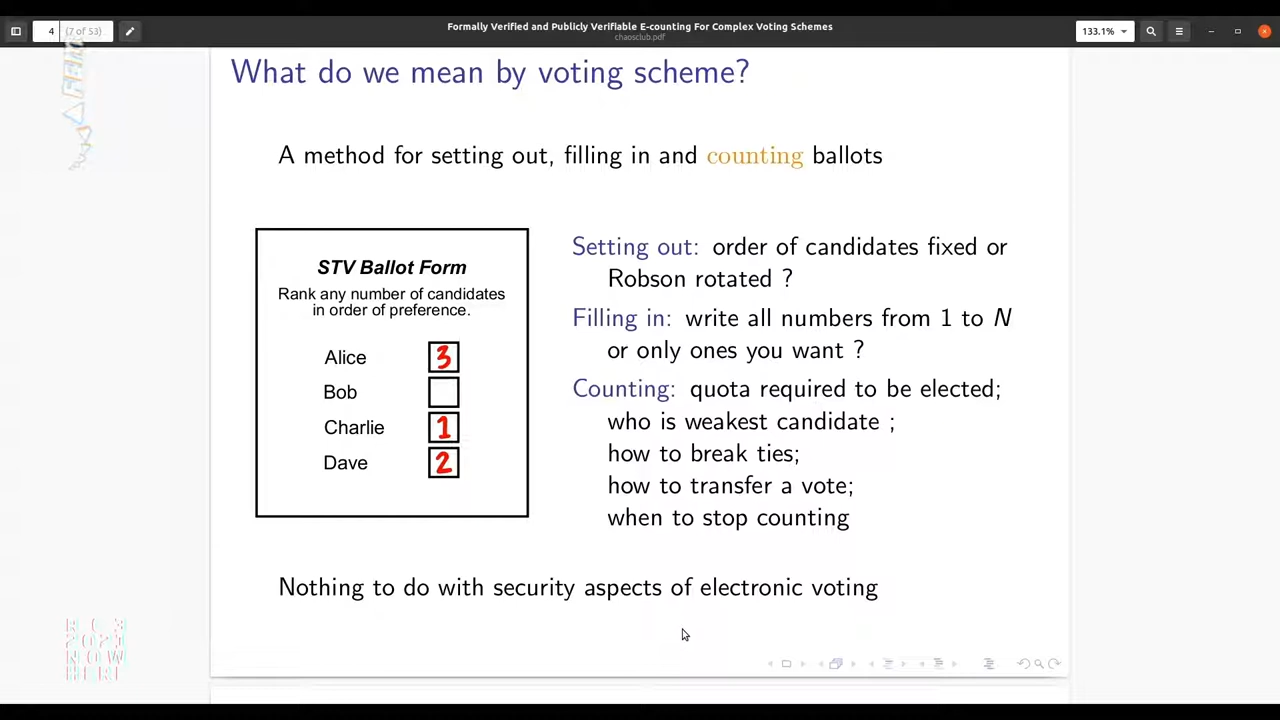 Formally Verified and Publicly Verifiable E-counting For Complex Voting Schemes
chaosclub.pdf
4 (7 of 53)
133.1%
What do we mean by voting scheme?
A method for setting out, filling in and counting ballots
STV Ballot Form
Rank any number of candidates
in order of preference.
Alice 3
Bob
Charlie 1
Dave 2
Setting out: order of candidates fixed or
Robson rotated ?
Filling in: write all numbers from 1 to N
or only ones you want ?
Counting: quota required to be elected;
who is weakest candidate ;
how to break ties;
how to transfer a vote;
when to stop counting
Nothing to do with security aspects of electronic voting
RC3
2021
NOW
HERE